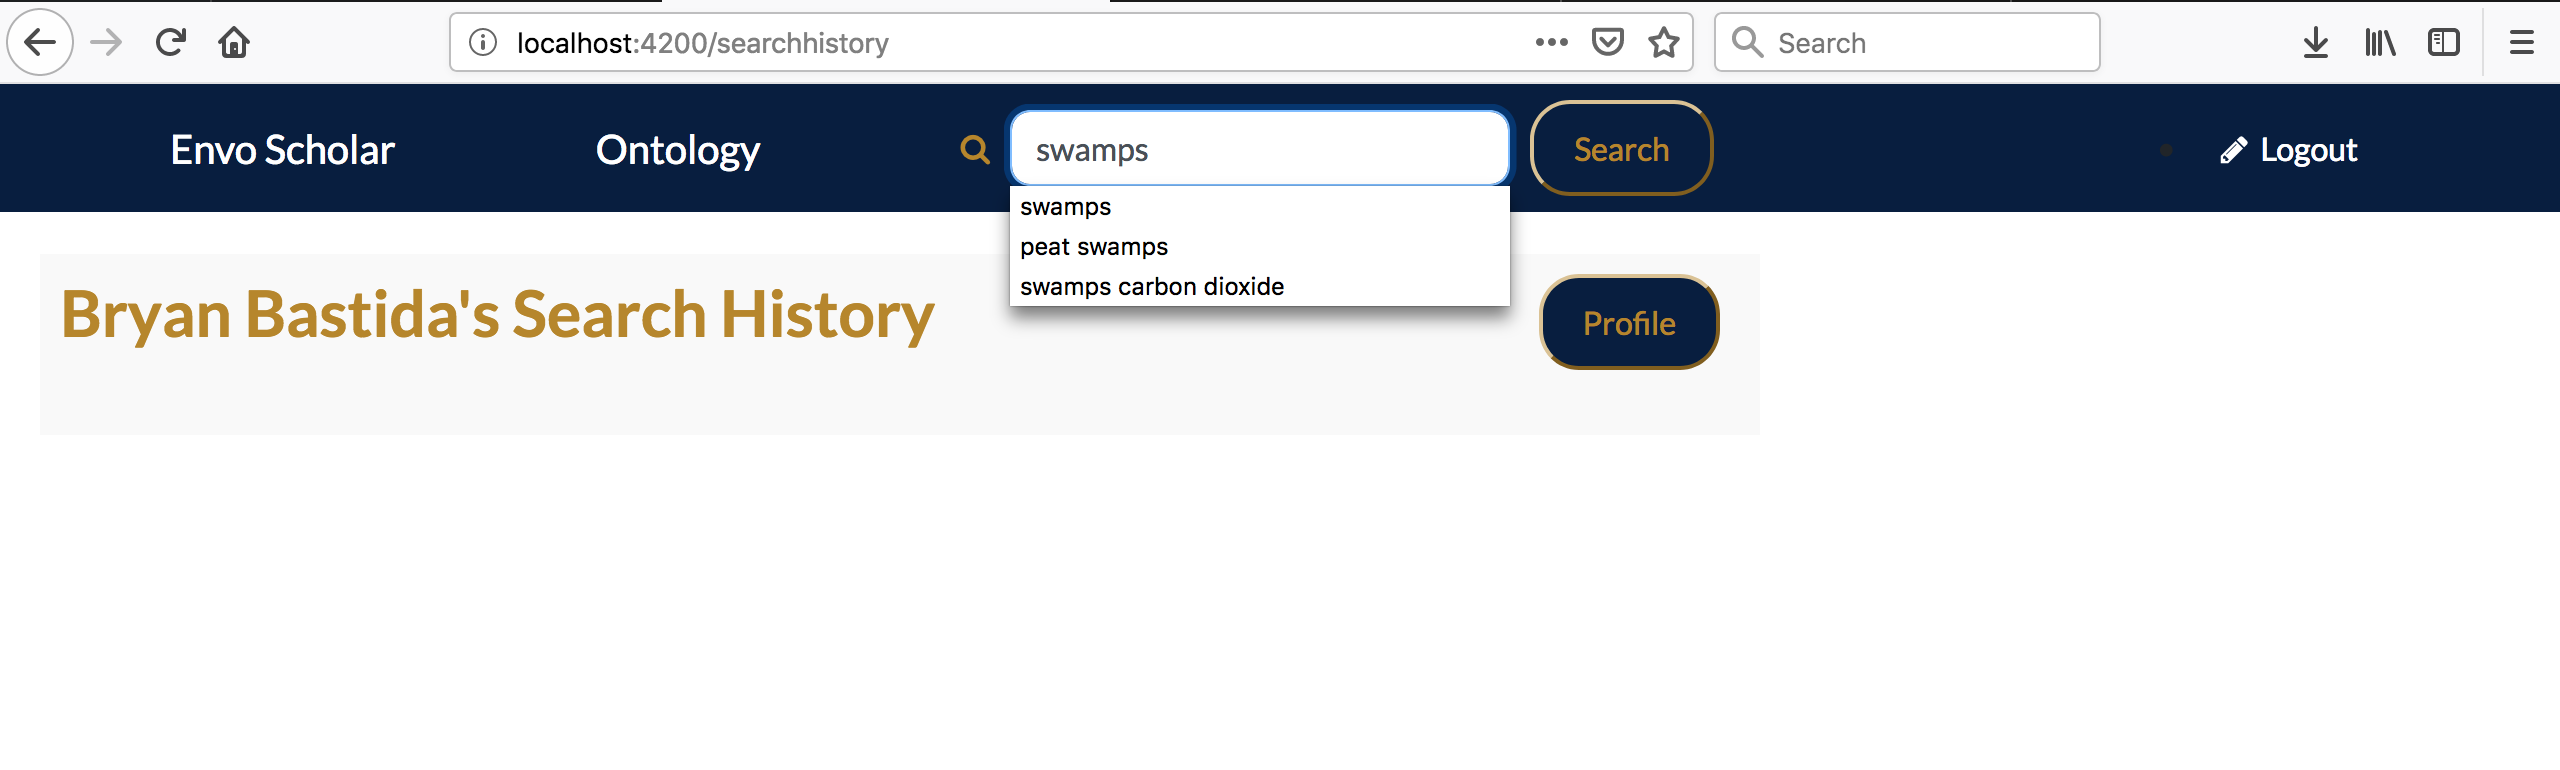 localhost:4200/searchhistory
Search
Envo Scholar
Ontology
swamps
Search
Logout
swamps
peat swamps
swamps carbon dioxide
Bryan Bastida's Search History
Profile